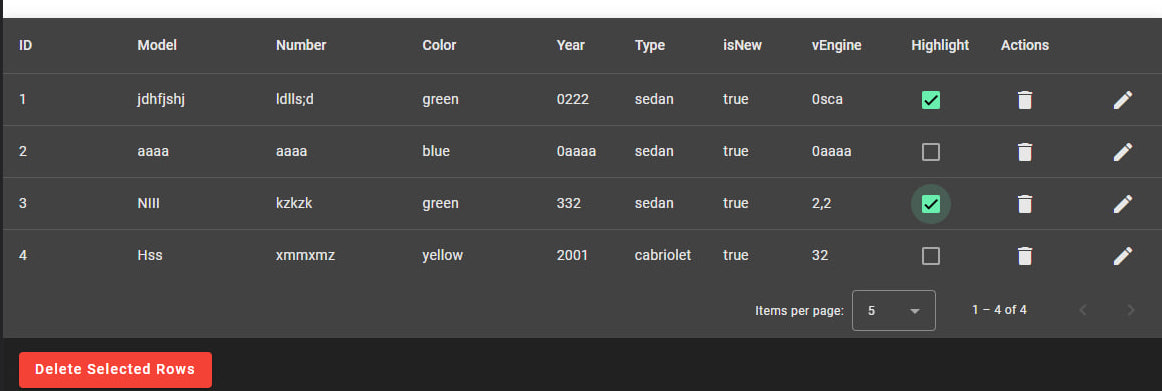 ID Model Number Color Year Type isNew vEngine Highlight Actions
1 jdhfjshj ldlls;d green 0222 sedan true 0sca
2 aaaa aaaa blue 0aaaa sedan true 0aaaa
3 NIII kzkzk green 332 sedan true 2,2
4 Hss xmmxmz yellow 2001 cabriolet true 32
Items per page: 5 1 – 4 of 4
Delete Selected Rows